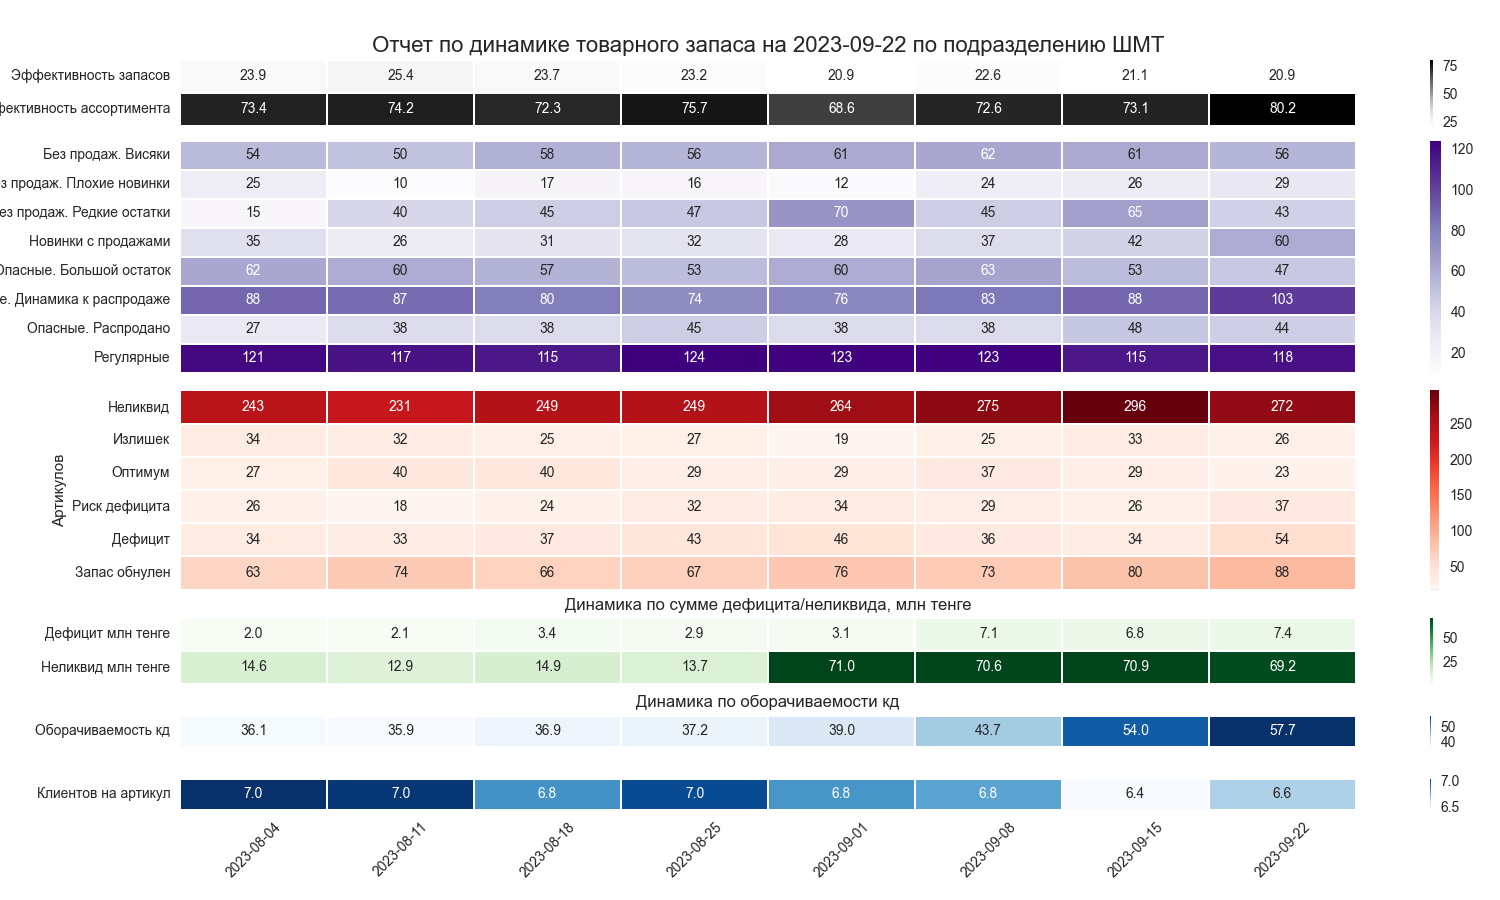 Отчет по динамике товарного запаса на 2023-09-22 по подразделению ШМТ
Эффективность запасов 23.9 25.4 23.7 23.2 20.9 22.6 21.1 20.9
фективность ассортимента 73.4 74.2 72.3 75.7 68.6 72.6 73.1 80.2
75
50
25
Без продаж. Висяки 54 50 58 56 61 62 61 56
з продаж. Плохие новинки 25 10 17 16 12 24 26 29
ез продаж. Редкие остатки 15 40 45 47 70 45 65 43
Новинки с продажами 35 26 31 32 28 37 42 60
Опасные. Большой остаток 62 60 57 53 60 63 53 47
е. Динамика к распродаже 88 87 80 74 76 83 88 103
Опасные. Распродано 27 38 38 45 38 38 48 44
Регулярные 121 117 115 124 123 123 115 118
120
100
80
60
40
20
Артикулов
Неликвид 243 231 249 249 264 275 296 272
Излишек 34 32 25 27 19 25 33 26
Оптимум 27 40 40 29 29 37 29 23
Риск дефицита 26 18 24 32 34 29 26 37
Дефицит 34 33 37 43 46 36 34 54
Запас обнулен 63 74 66 67 76 73 80 88
250
200
150
100
50
Динамика по сумме дефицита/неликвида, млн тенге
Дефицит млн тенге 2.0 2.1 3.4 2.9 3.1 7.1 6.8 7.4
Неликвид млн тенге 14.6 12.9 14.9 13.7 71.0 70.6 70.9 69.2
50
25
Динамика по оборачиваемости кд
Оборачиваемость кд 36.1 35.9 36.9 37.2 39.0 43.7 54.0 57.7
50
40
Клиентов на артикул 7.0 7.0 6.8 7.0 6.8 6.8 6.4 6.6
7.0
6.5
2023-08-04 2023-08-11 2023-08-18 2023-08-25 2023-09-01 2023-09-08 2023-09-15 2023-09-22